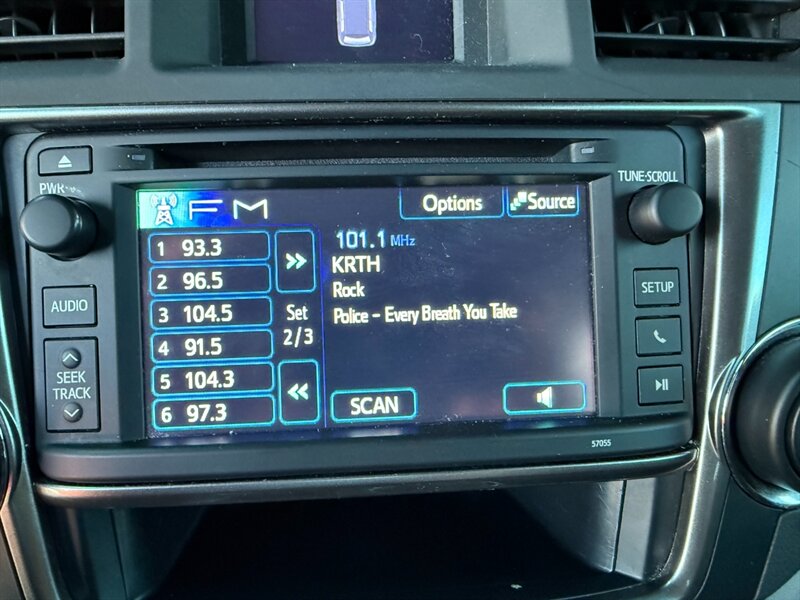 PWR
TUNE·SCROLL
FM
Options
Source
1 93.3
2 96.5
3 104.5
4 91.5
5 104.3
6 97.3
>>
Set
2/3
<<
101.1 MHz
KRTH
Rock
Police - Every Breath You Take
SCAN
AUDIO
SEEK
TRACK
SETUP
57055